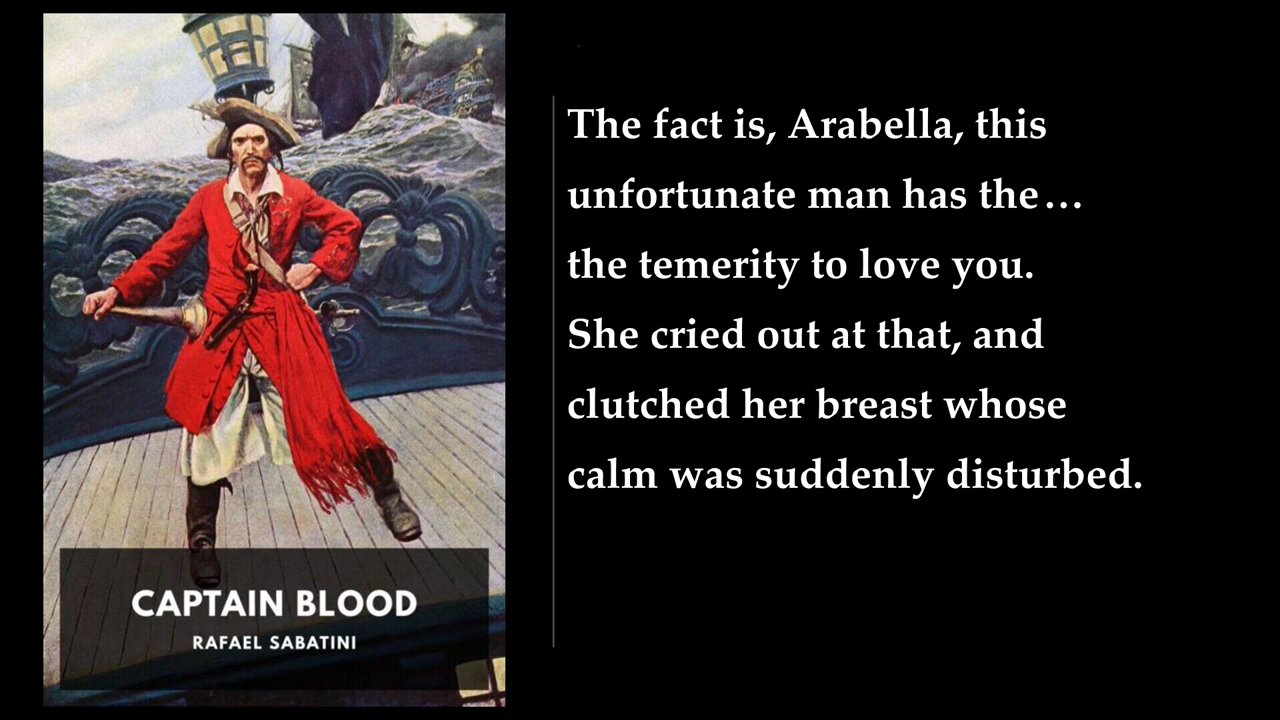 CAPTAIN BLOOD
RAFAEL SABATINI
The fact is, Arabella, this
unfortunate man has the…
the temerity to love you.
She cried out at that, and
clutched her breast whose
calm was suddenly disturbed.